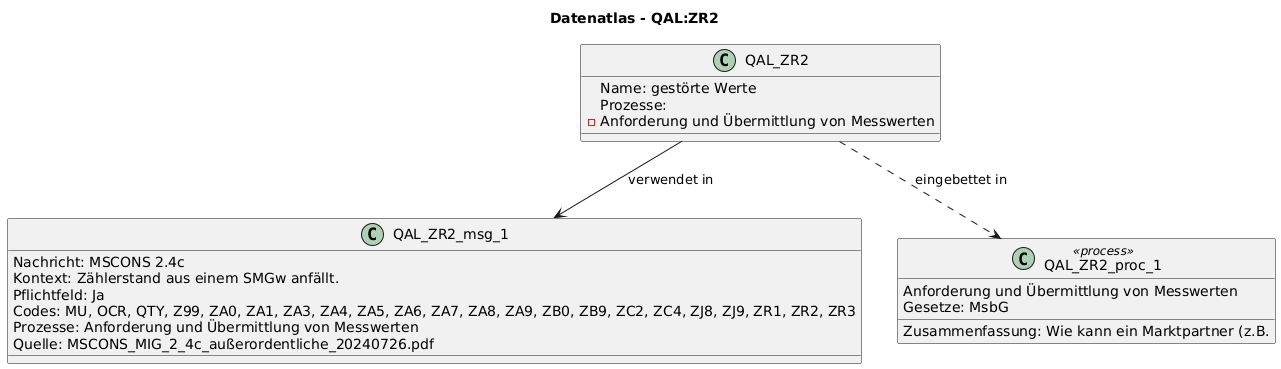 Datenatlas - QAL:ZR2
C QAL_ZR2
Name: gestörte Werte
Prozesse:
Anforderung und Übermittlung von Messwerten
verwendet in
eingebettet in
C QAL_ZR2_msg_1
Nachricht: MSCONS 2.4c
Kontext: Zählerstand aus einem SMGw anfällt.
Pflichtfeld: Ja
Codes: MU, OCR, QTY, Z99, ZA0, ZA1, ZA3, ZA4, ZA5, ZA6, ZA7, ZA8, ZA9, ZB0, ZB9, ZC2, ZC4, ZJ8, ZJ9, ZR1, ZR2, ZR3
Prozesse: Anforderung und Übermittlung von Messwerten
Quelle: MSCONS_MIG_2_4c_außerordentliche_20240726.pdf
«process»
C QAL_ZR2_proc_1
Anforderung und Übermittlung von Messwerten
Gesetze: MsbG
Zusammenfassung: Wie kann ein Marktpartner (z.B.